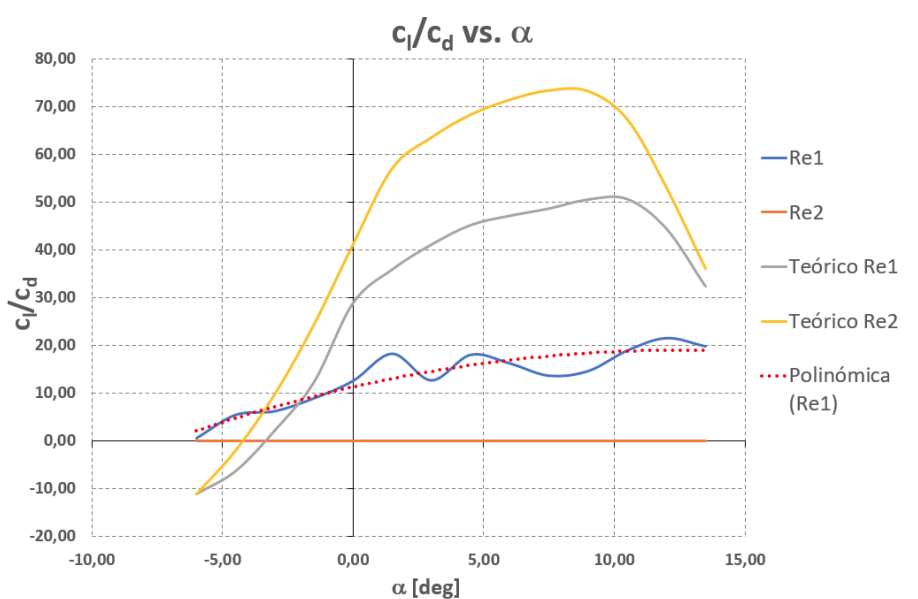 cl/cd vs. α
80,00
70,00
60,00
50,00
40,00
30,00
20,00
10,00
0,00
-10,00
-20,00
cl/cd
-10,00 -5,00 0,00 5,00 10,00 15,00
α [deg]
Re1
Re2
Teórico Re1
Teórico Re2
Polinómica
(Re1)